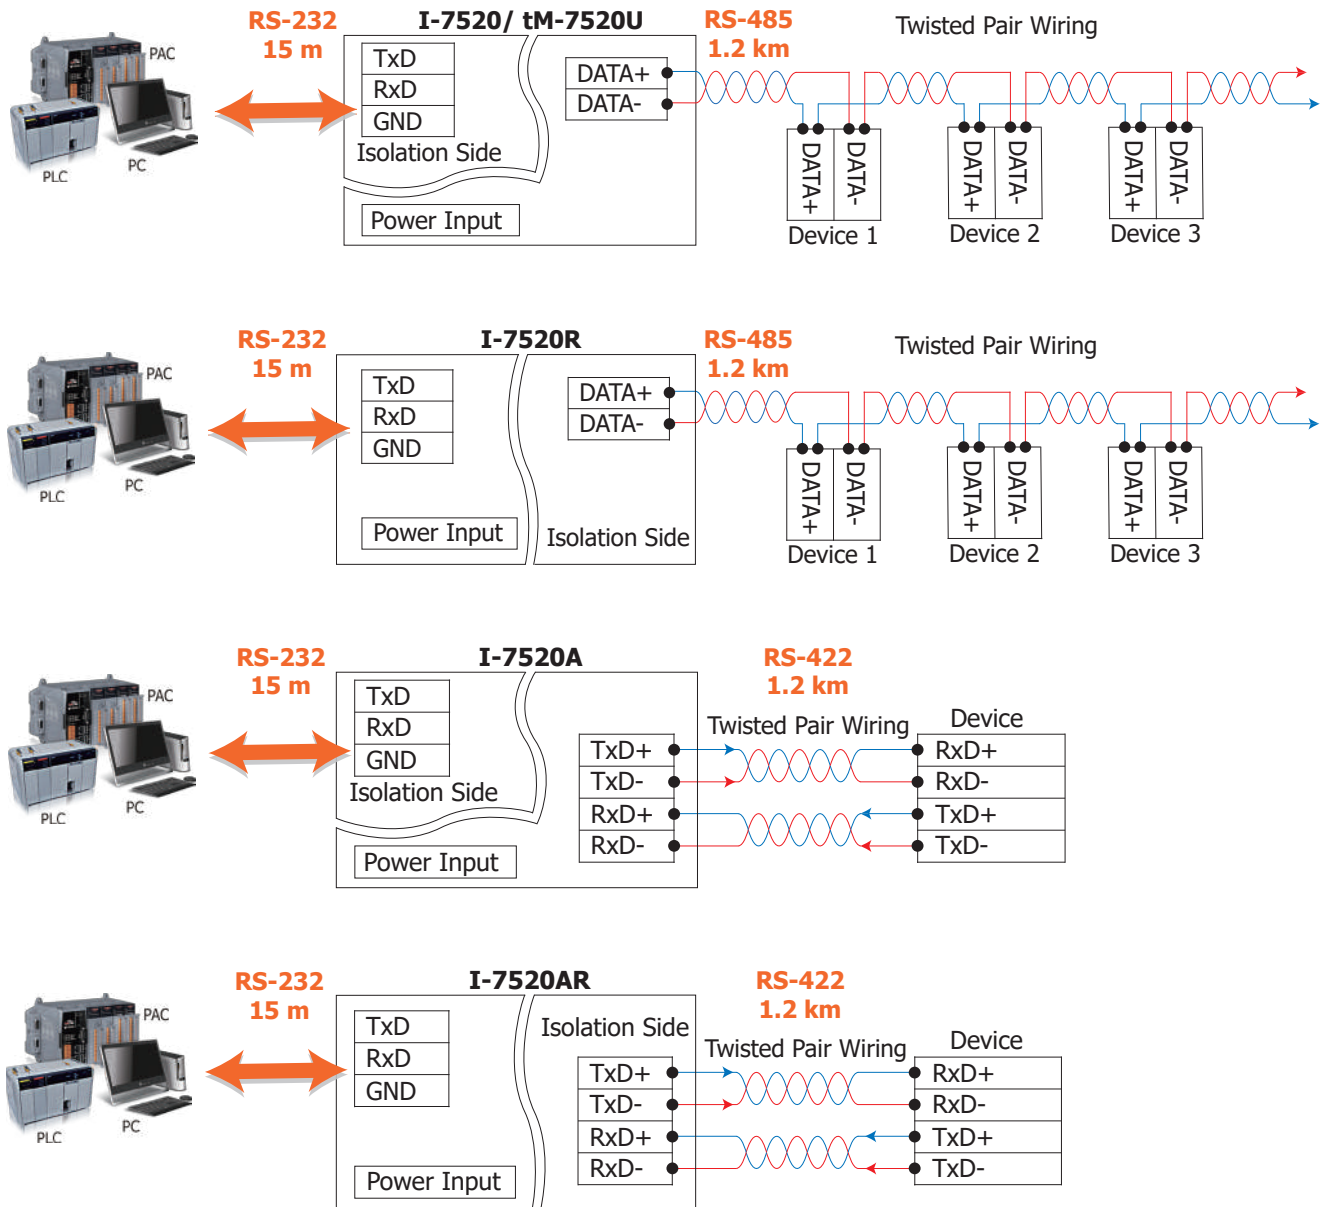 RS-232
15 m
I-7520/ tM-7520U
RS-485
1.2 km
Twisted Pair Wiring
PAC
PC
PLC
TxD
RxD
GND
Isolation Side
Power Input
DATA+
DATA-
DATA+
DATA-
Device 1
DATA+
DATA-
Device 2
DATA+
DATA-
Device 3
RS-232
15 m
I-7520R
RS-485
1.2 km
Twisted Pair Wiring
PAC
PC
PLC
TxD
RxD
GND
Power Input
Isolation Side
DATA+
DATA-
DATA+
DATA-
Device 1
DATA+
DATA-
Device 2
DATA+
DATA-
Device 3
RS-232
15 m
I-7520A
RS-422
1.2 km
Twisted Pair Wiring
Device
PAC
PC
PLC
TxD
RxD
GND
Isolation Side
Power Input
TxD+
TxD-
RxD+
RxD-
RxD+
RxD-
TxD+
TxD-
RS-232
15 m
I-7520AR
RS-422
1.2 km
Twisted Pair Wiring
Device
PAC
PC
PLC
TxD
RxD
GND
Power Input
Isolation Side
TxD+
TxD-
RxD+
RxD-
RxD+
RxD-
TxD+
TxD-